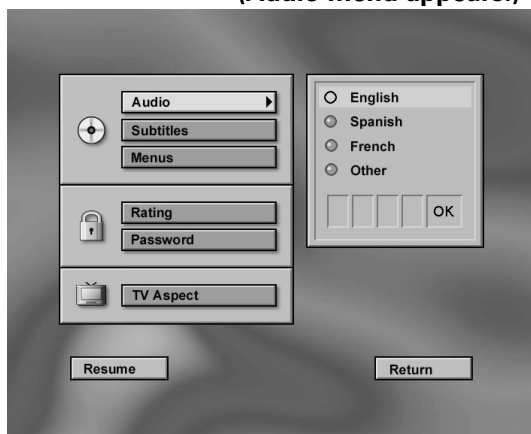 (Audio menu appears.)
Audio
Subtitles
Menus
Rating
Password
TV Aspect
English
Spanish
French
Other
OK
Resume
Return